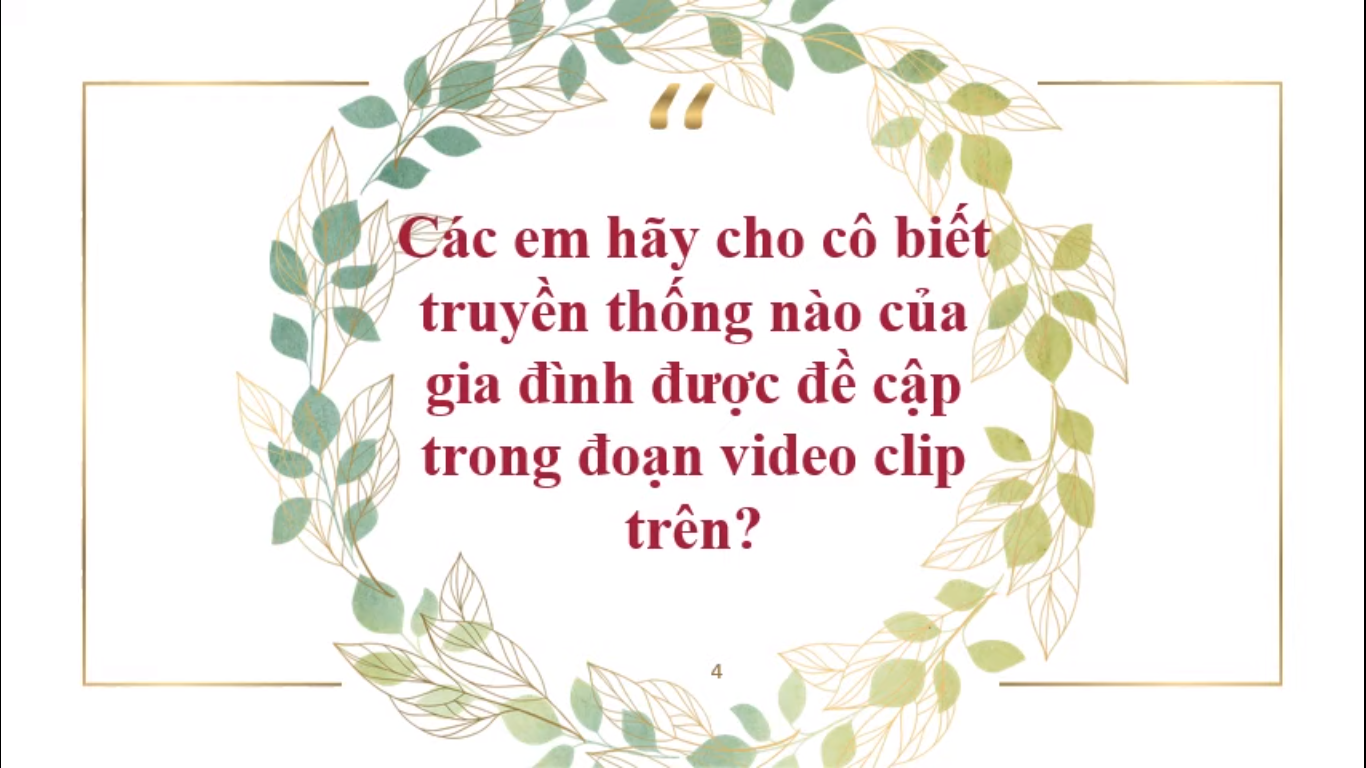 “
Các em hãy cho cô biết
truyền thống nào của
gia đình được đề cập
trong đoạn video clip
trên?
4